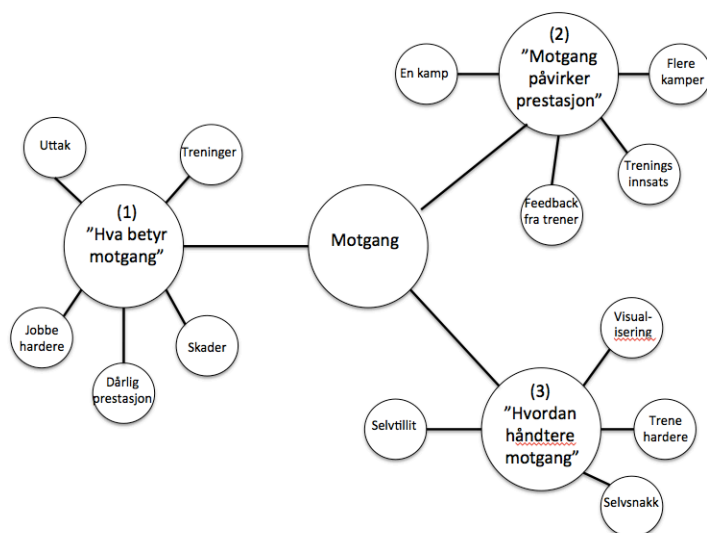 (2)
"Motgang
påvirker
prestasjon"
En kamp
Flere
kamper
Trenings
innsats
Feedback
fra trener
Uttak
Treninger
(1)
"Hva betyr
motgang"
Jobbe
hardere
Dårlig
prestasjon
Skader
Motgang
Visual-
isering
(3)
"Hvordan
håndtere
motgang"
Selvtillit
Trene
hardere
Selvsnakk